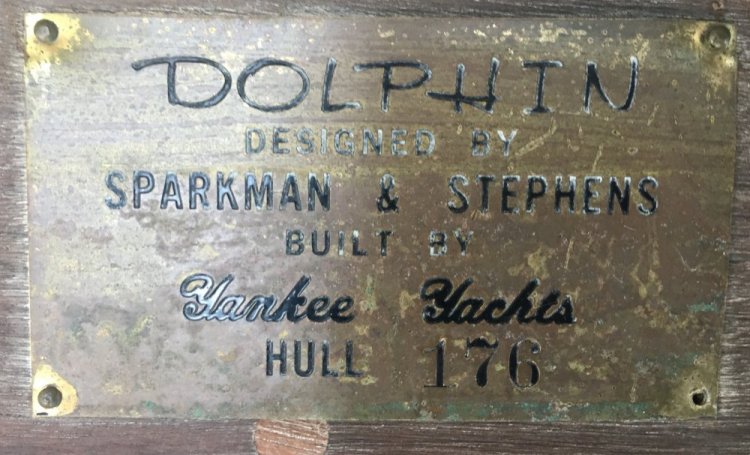 DOLPHIN
DESIGNED BY
SPARKMAN & STEPHENS
BUILT BY
Yankee Yachts
HULL 176